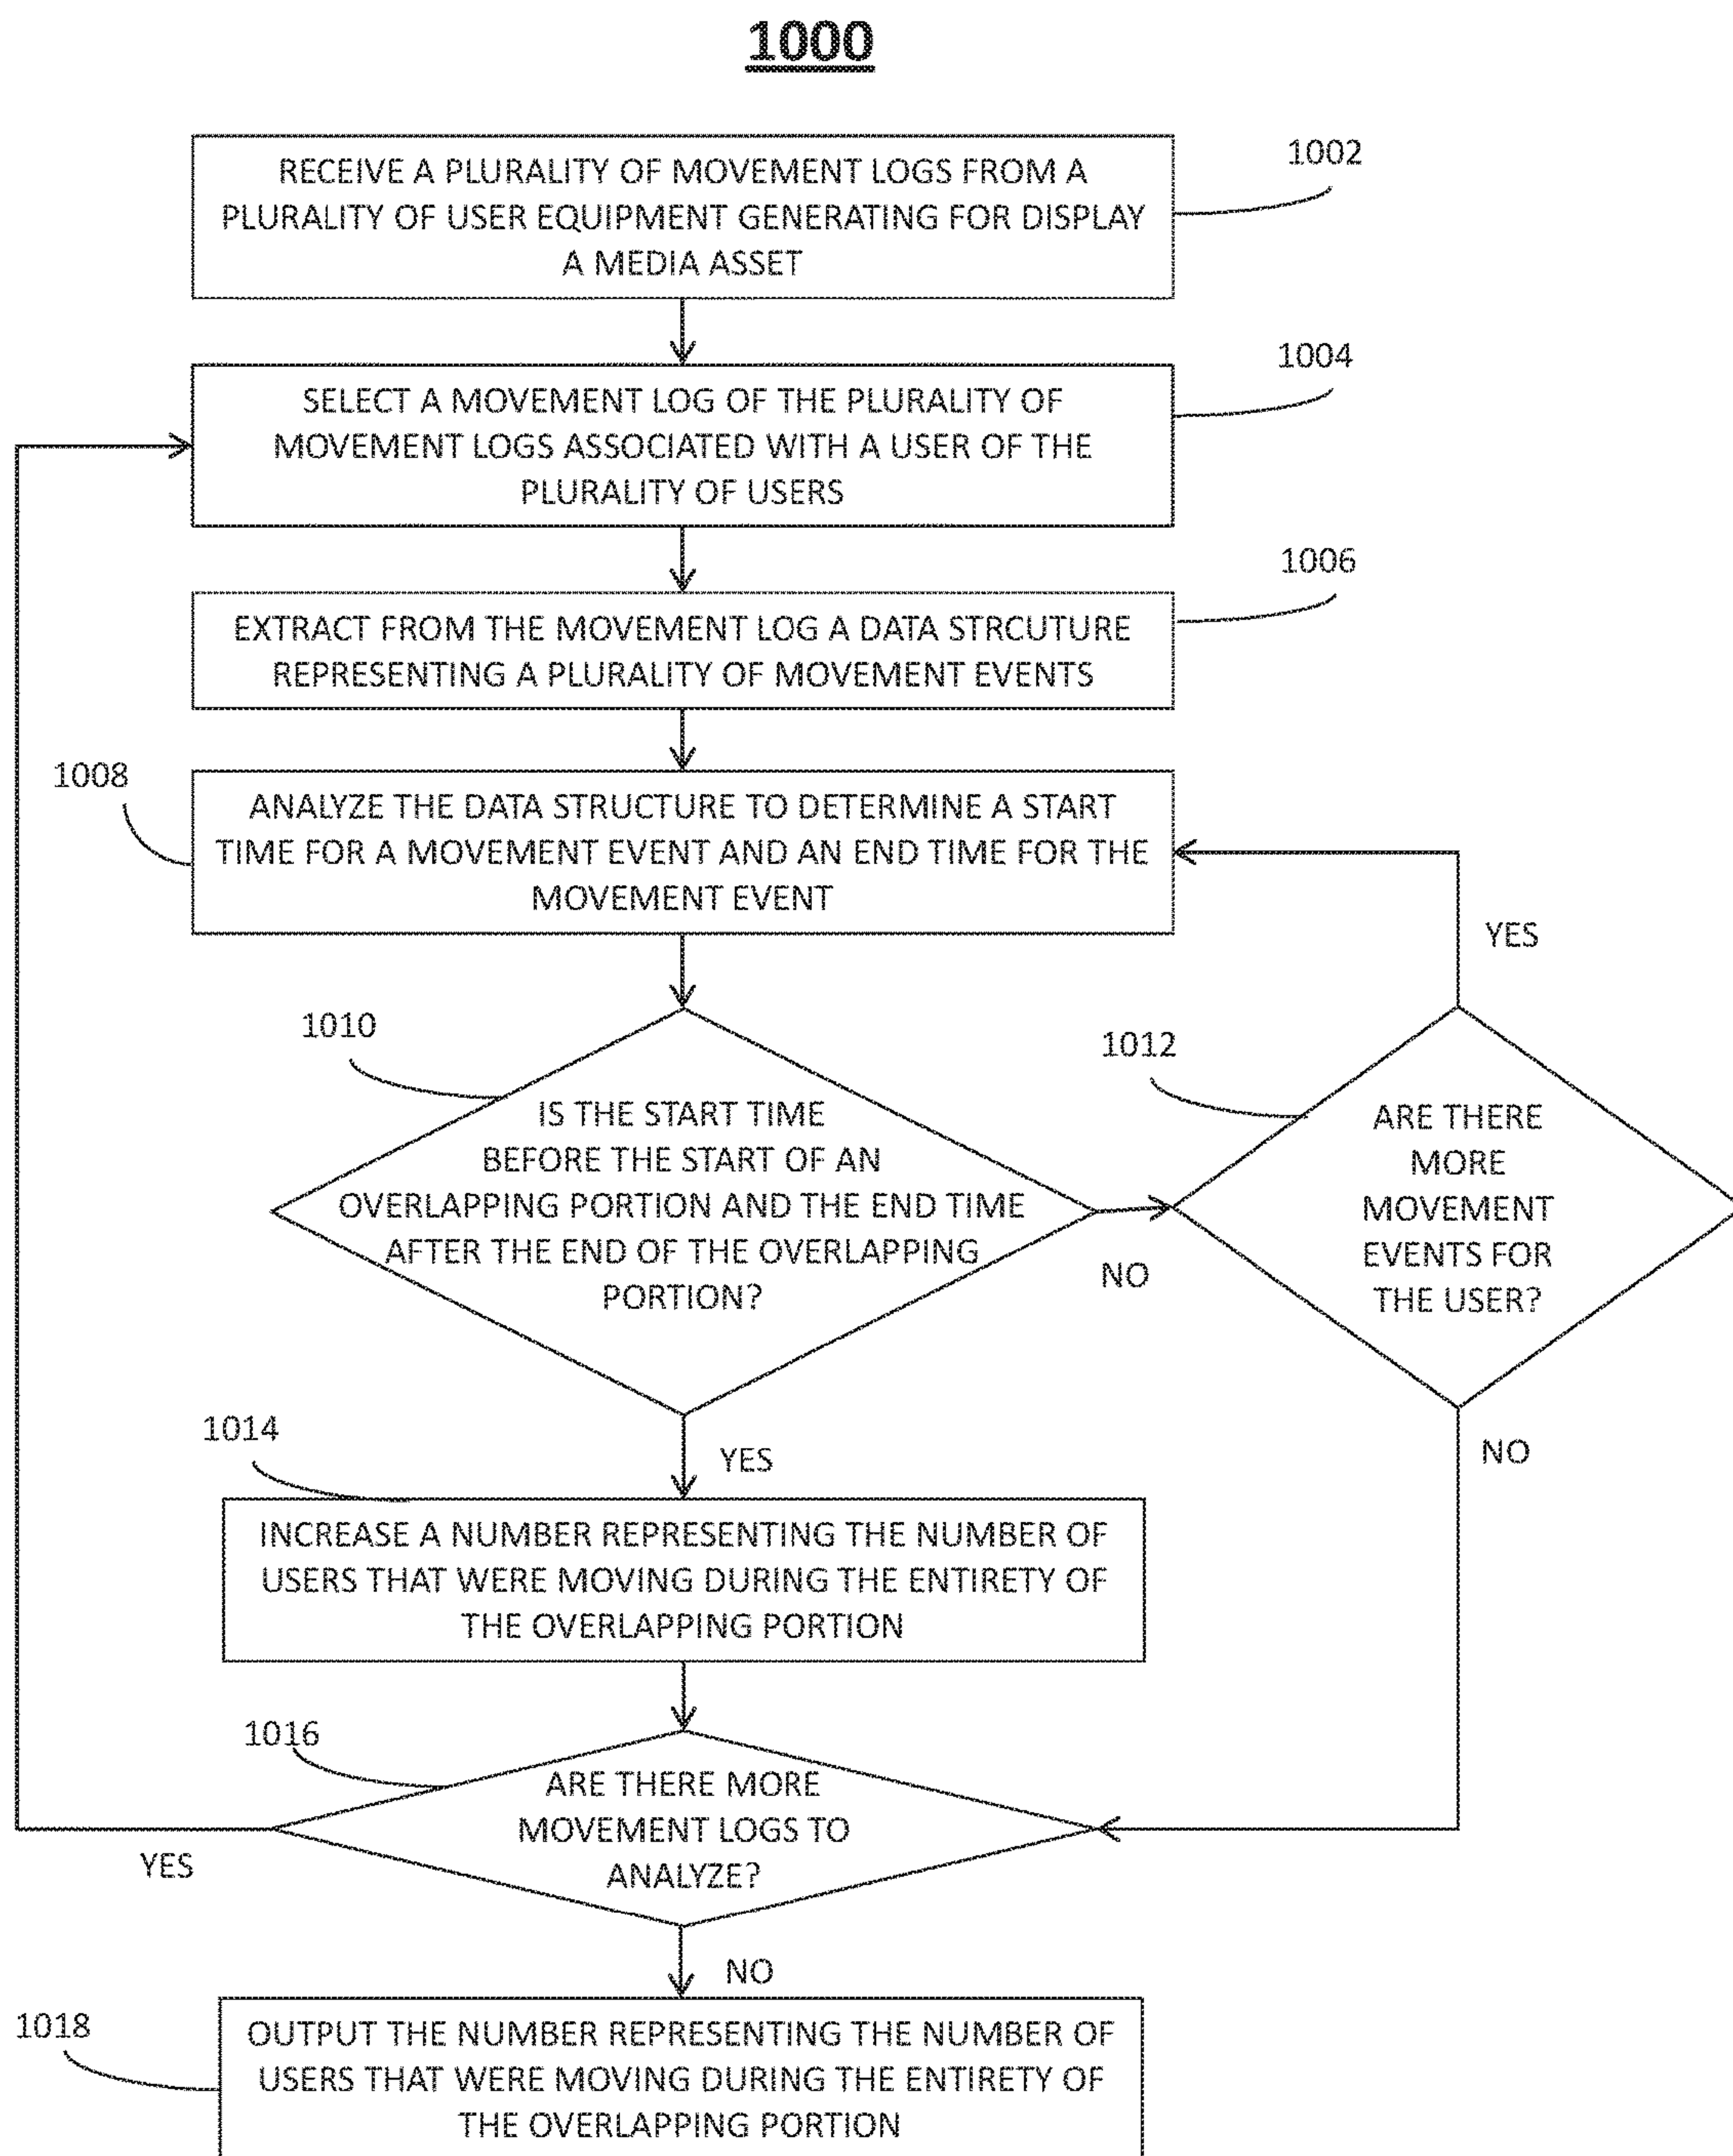 1000
RECEIVE A PLURALITY OF MOVEMENT LOGS FROM A
PLURALITY OF USER EQUIPMENT GENERATING FOR DISPLAY
A MEDIA ASSET
1002
SELECT A MOVEMENT LOG OF THE PLURALITY OF
MOVEMENT LOGS ASSOCIATED WITH A USER OF THE
PLURALITY OF USERS
1004
EXTRACT FROM THE MOVEMENT LOG A DATA STRCUTURE
REPRESENTING A PLURALITY OF MOVEMENT EVENTS
1006
1008
ANALYZE THE DATA STRUCTURE TO DETERMINE A START
TIME FOR A MOVEMENT EVENT AND AN END TIME FOR THE
MOVEMENT EVENT
YES
1010
IS THE START TIME
BEFORE THE START OF AN
OVERLAPPING PORTION AND THE END TIME
AFTER THE END OF THE OVERLAPPING
PORTION?
NO
1012
ARE THERE
MORE
MOVEMENT
EVENTS FOR
THE USER?
NO
YES
1014
INCREASE A NUMBER REPRESENTING THE NUMBER OF
USERS THAT WERE MOVING DURING THE ENTIRETY OF
THE OVERLAPPING PORTION
1016
ARE THERE MORE
MOVEMENT LOGS TO
ANALYZE?
YES
NO
1018
OUTPUT THE NUMBER REPRESENTING THE NUMBER OF
USERS THAT WERE MOVING DURING THE ENTIRETY OF
THE OVERLAPPING PORTION